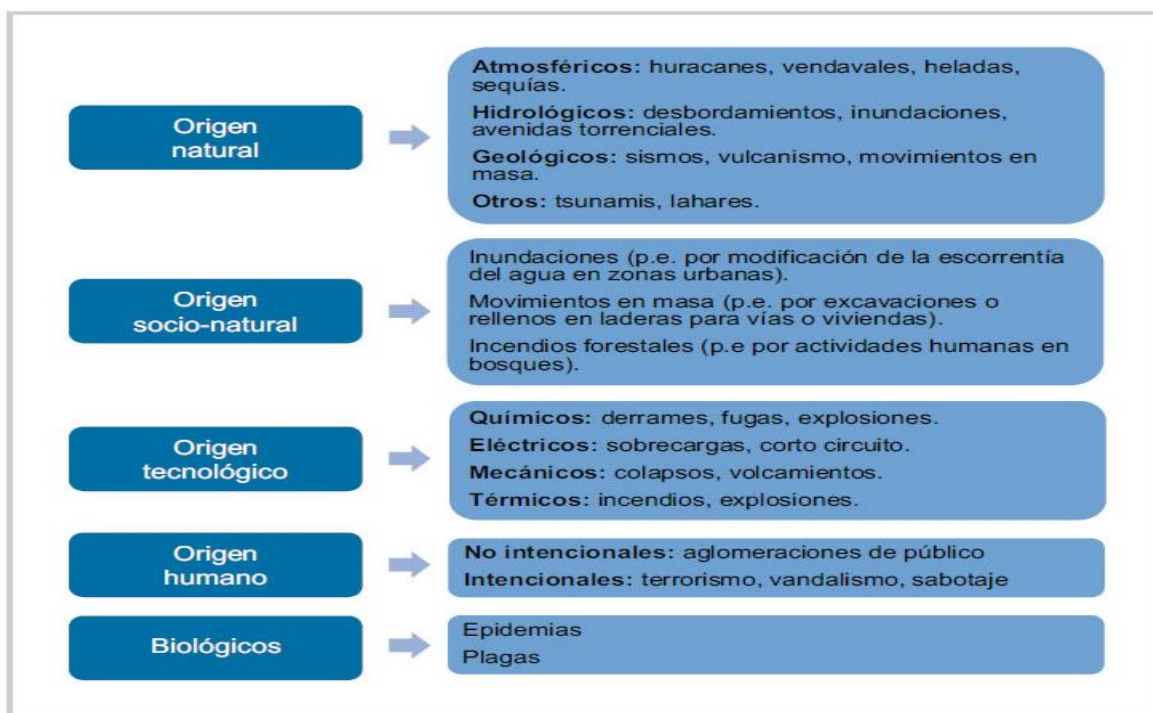 Origen
natural
Atmosféricos: huracanes, vendavales, heladas,
sequías.
Hidrológicos: desbordamientos, inundaciones,
avenidas torrenciales.
Geológicos: sismos, vulcanismo, movimientos en
masa.
Otros: tsunamis, lahares.
Origen
socio-natural
Inundaciones (p.e. por modificación de la escorrentía
del agua en zonas urbanas).
Movimientos en masa (p.e. por excavaciones o
rellenos en laderas para vías o viviendas).
Incendios forestales (p.e por actividades humanas en
bosques).
Origen
tecnológico
Químicos: derrames, fugas, explosiones.
Eléctricos: sobrecargas, corto circuito.
Mecánicos: colapsos, volcamientos.
Térmicos: incendios, explosiones.
Origen
humano
No intencionales: aglomeraciones de público
Intencionales: terrorismo, vandalismo, sabotaje
Biológicos
Epidemias
Plagas